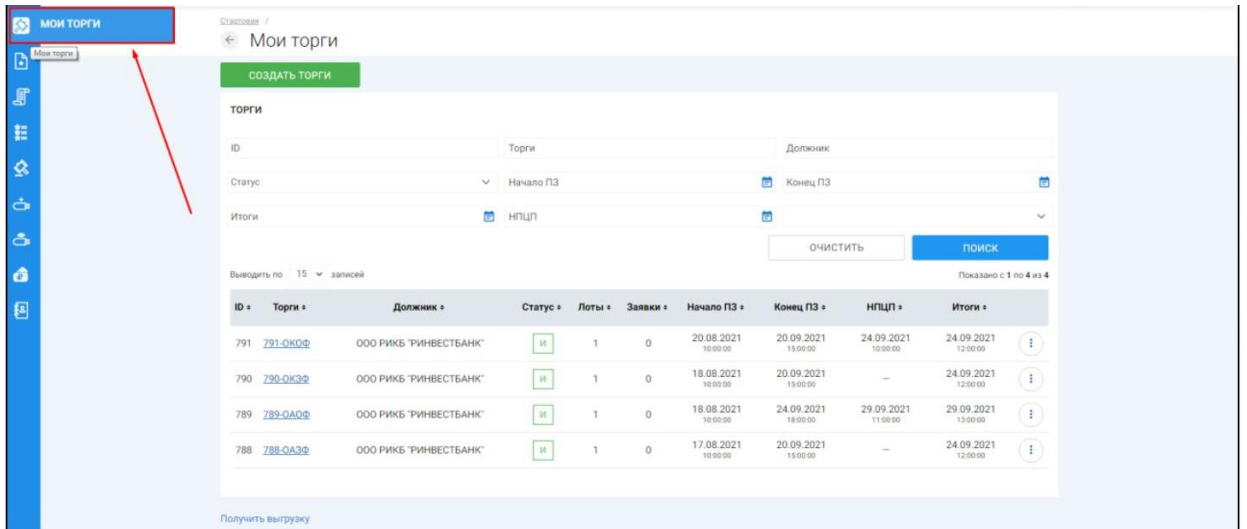 МОИ ТОРГИ
Мои торги
Стартовая /
Мои торги
СОЗДАТЬ ТОРГИ
ТОРГИ
ID Торги Должник
Статус Начало ПЗ Конец ПЗ
Итоги НПЦП
ОЧИСТИТЬ ПОИСК
Выводить по 15 записей Показано с 1 по 4 из 4
ID Торги Должник Статус Лоты Заявки Начало ПЗ Конец ПЗ НПЦП Итоги
791 791-ОКОФ ООО РИКБ "РИНВЕСТБАНК" И 1 0 20.08.2021 20.09.2021 24.09.2021 24.09.2021
10:00:00 15:00:00 10:00:00 12:00:00
790 790-ОКЗФ ООО РИКБ "РИНВЕСТБАНК" И 1 0 18.08.2021 20.09.2021 — 24.09.2021
10:00:00 15:00:00 12:00:00
789 789-ОАОФ ООО РИКБ "РИНВЕСТБАНК" И 1 0 18.08.2021 24.09.2021 29.09.2021 29.09.2021
10:00:00 18:00:00 11:00:00 13:00:00
788 788-ОАЗФ ООО РИКБ "РИНВЕСТБАНК" И 1 0 17.08.2021 20.09.2021 — 24.09.2021
10:00:00 15:00:00 12:00:00
Получить выгрузку